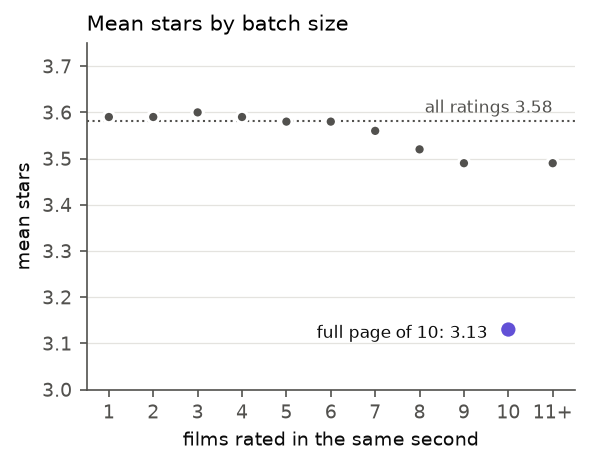 Mean stars by batch size
mean stars
3.7
3.6
3.5
3.4
3.3
3.2
3.1
3.0
all ratings 3.58
full page of 10: 3.13
1 2 3 4 5 6 7 8 9 10 11+
films rated in the same second